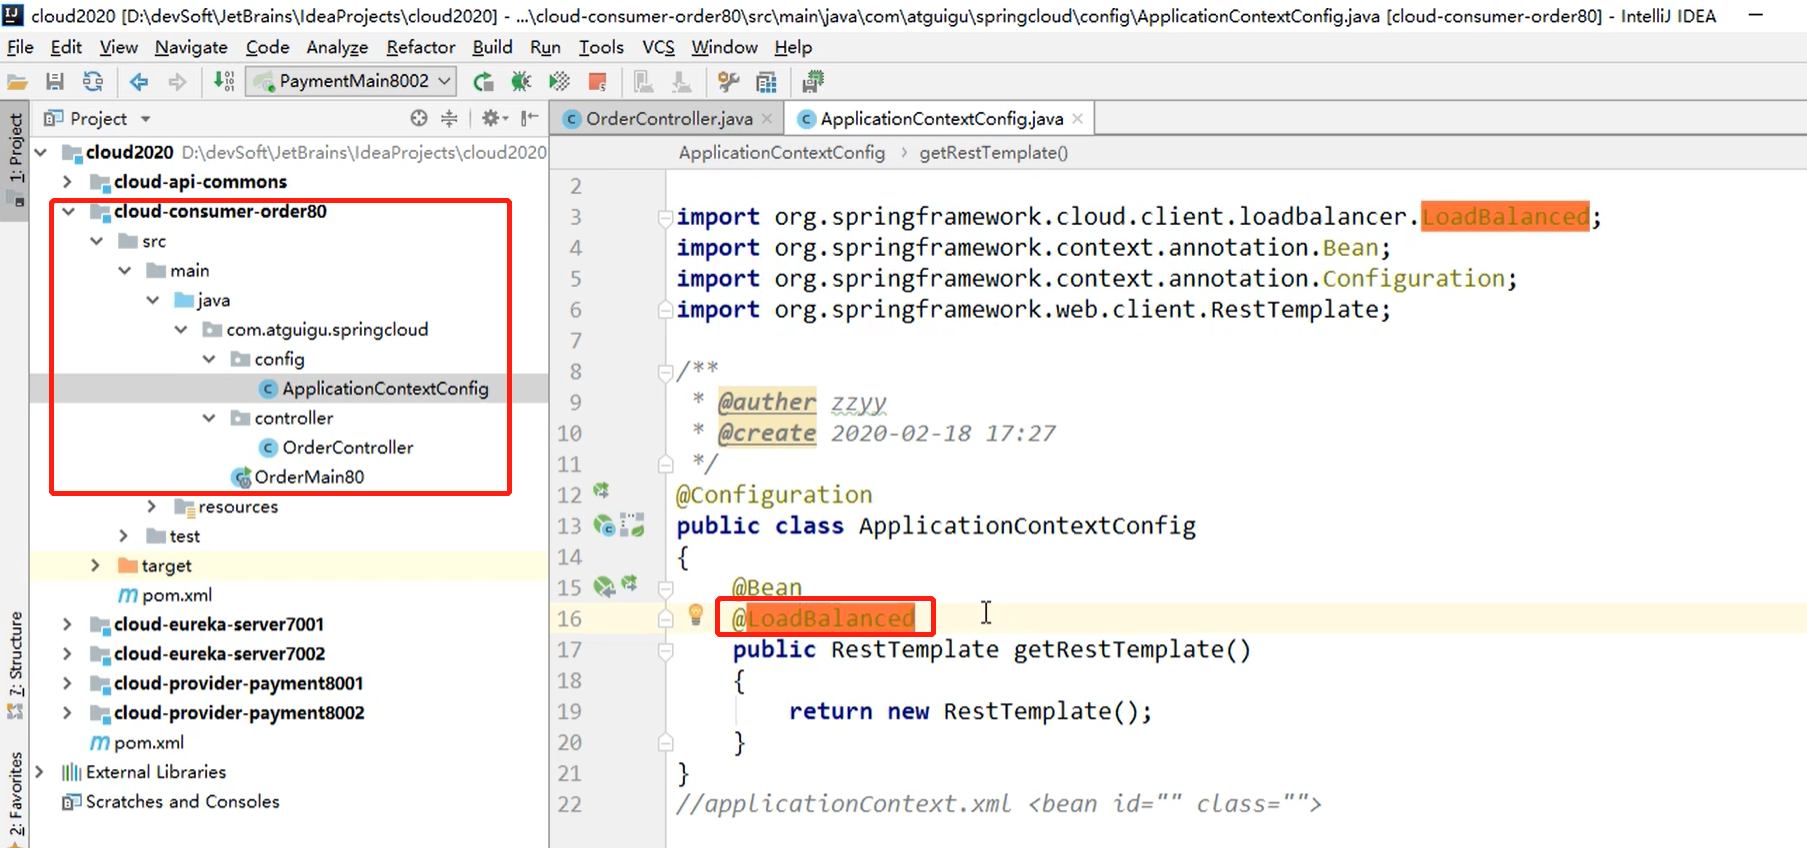 cloud2020 [D:\devSoft\JetBrains\IdeaProjects\cloud2020] - ...\cloud-consumer-order80\src\main\java\com\atguigu\springcloud\config\ApplicationContextConfig.java [cloud-consumer-order80] - IntelliJ IDEA
File Edit View Navigate Code Analyze Refactor Build Run Tools VCS Window Help
PaymentMain8002
Project
OrderController.java
ApplicationContextConfig.java
1: Project
7: Structure
2: Favorites
cloud2020 D:\devSoft\JetBrains\IdeaProjects\cloud2020
cloud-api-commons
cloud-consumer-order80
src
main
java
com.atguigu.springcloud
config
ApplicationContextConfig
controller
OrderController
OrderMain80
resources
test
target
pom.xml
cloud-eureka-server7001
cloud-eureka-server7002
cloud-provider-payment8001
cloud-provider-payment8002
pom.xml
External Libraries
Scratches and Consoles
ApplicationContextConfig › getRestTemplate()
2
3 import org.springframework.cloud.client.loadbalancer.LoadBalanced;
4 import org.springframework.context.annotation.Bean;
5 import org.springframework.context.annotation.Configuration;
6 import org.springframework.web.client.RestTemplate;
7
8 /**
9 * @auther zzyy
10 * @create 2020-02-18 17:27
11 */
12 @Configuration
13 public class ApplicationContextConfig
14 {
15 @Bean
16 @LoadBalanced
17 public RestTemplate getRestTemplate()
18 {
19 return new RestTemplate();
20 }
21 }
22 //applicationContext.xml <bean id="" class="">